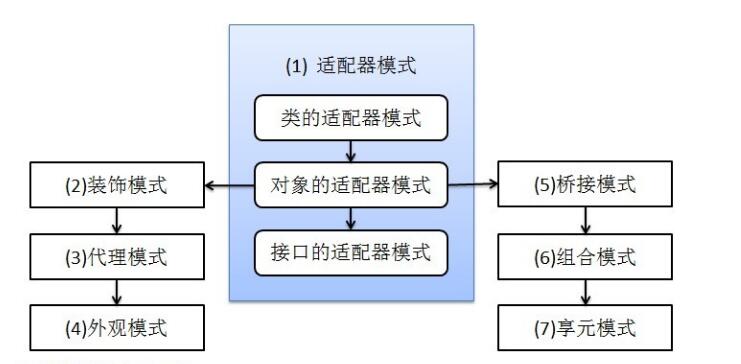 (1) 适配器模式
类的适配器模式
(2)装饰模式
对象的适配器模式
(5)桥接模式
(3)代理模式
接口的适配器模式
(6)组合模式
(4)外观模式
(7)享元模式